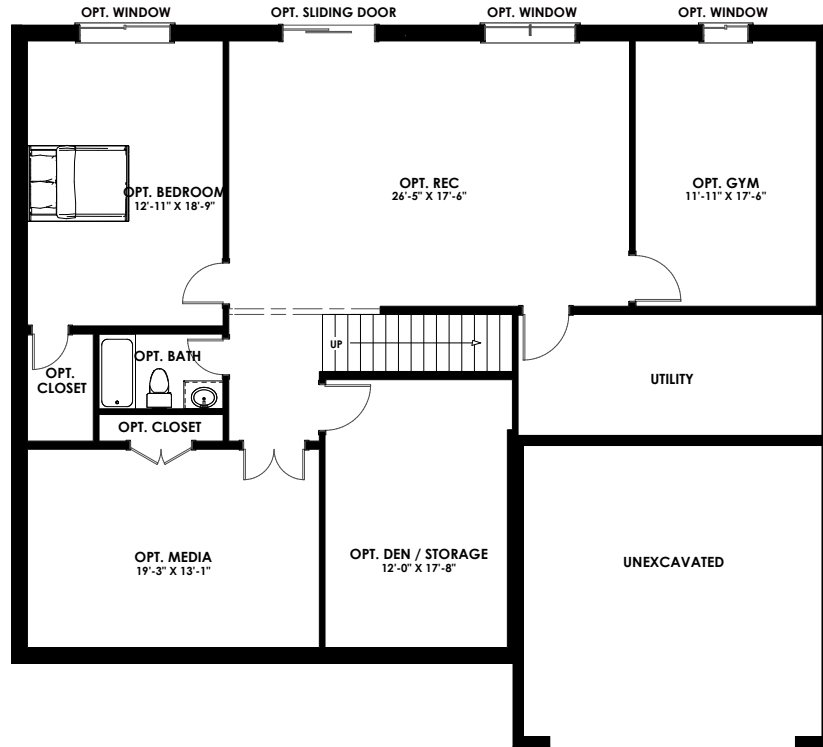 OPT. WINDOW
OPT. SLIDING DOOR
OPT. WINDOW
OPT. WINDOW
OPT. BEDROOM
12'-11" X 18'-9"
OPT. REC
26'-5" X 17'-6"
OPT. GYM
11'-11" X 17'-6"
UP
OPT. BATH
OPT.
CLOSET
UTILITY
OPT. CLOSET
OPT. MEDIA
19'-3" X 13'-1"
OPT. DEN / STORAGE
12'-0" X 17'-8"
UNEXCAVATED